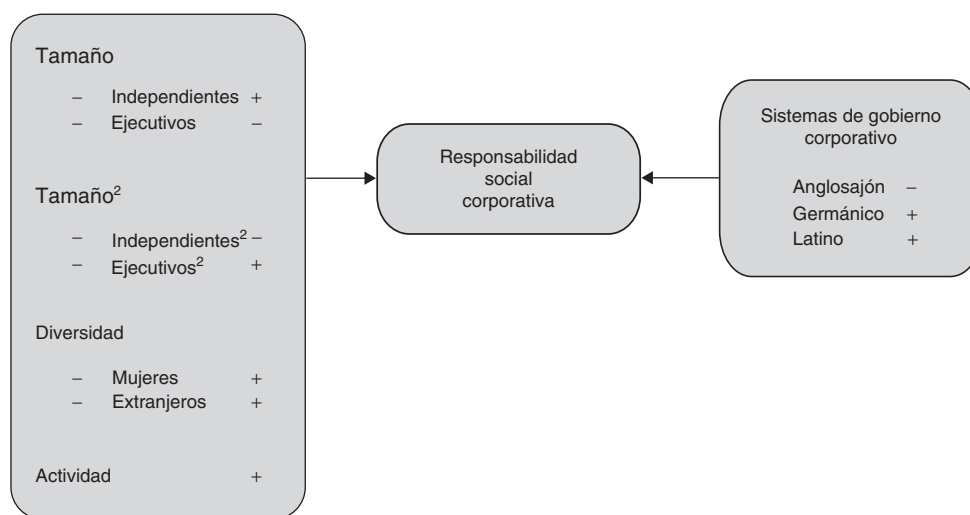 Tamaño
– Independientes +
– Ejecutivos –
Tamaño²
– Independientes² –
– Ejecutivos² +
Diversidad
– Mujeres +
– Extranjeros +
Actividad +
Responsabilidad
social
corporativa
Sistemas de gobierno
corporativo
Anglosajón –
Germánico +
Latino +